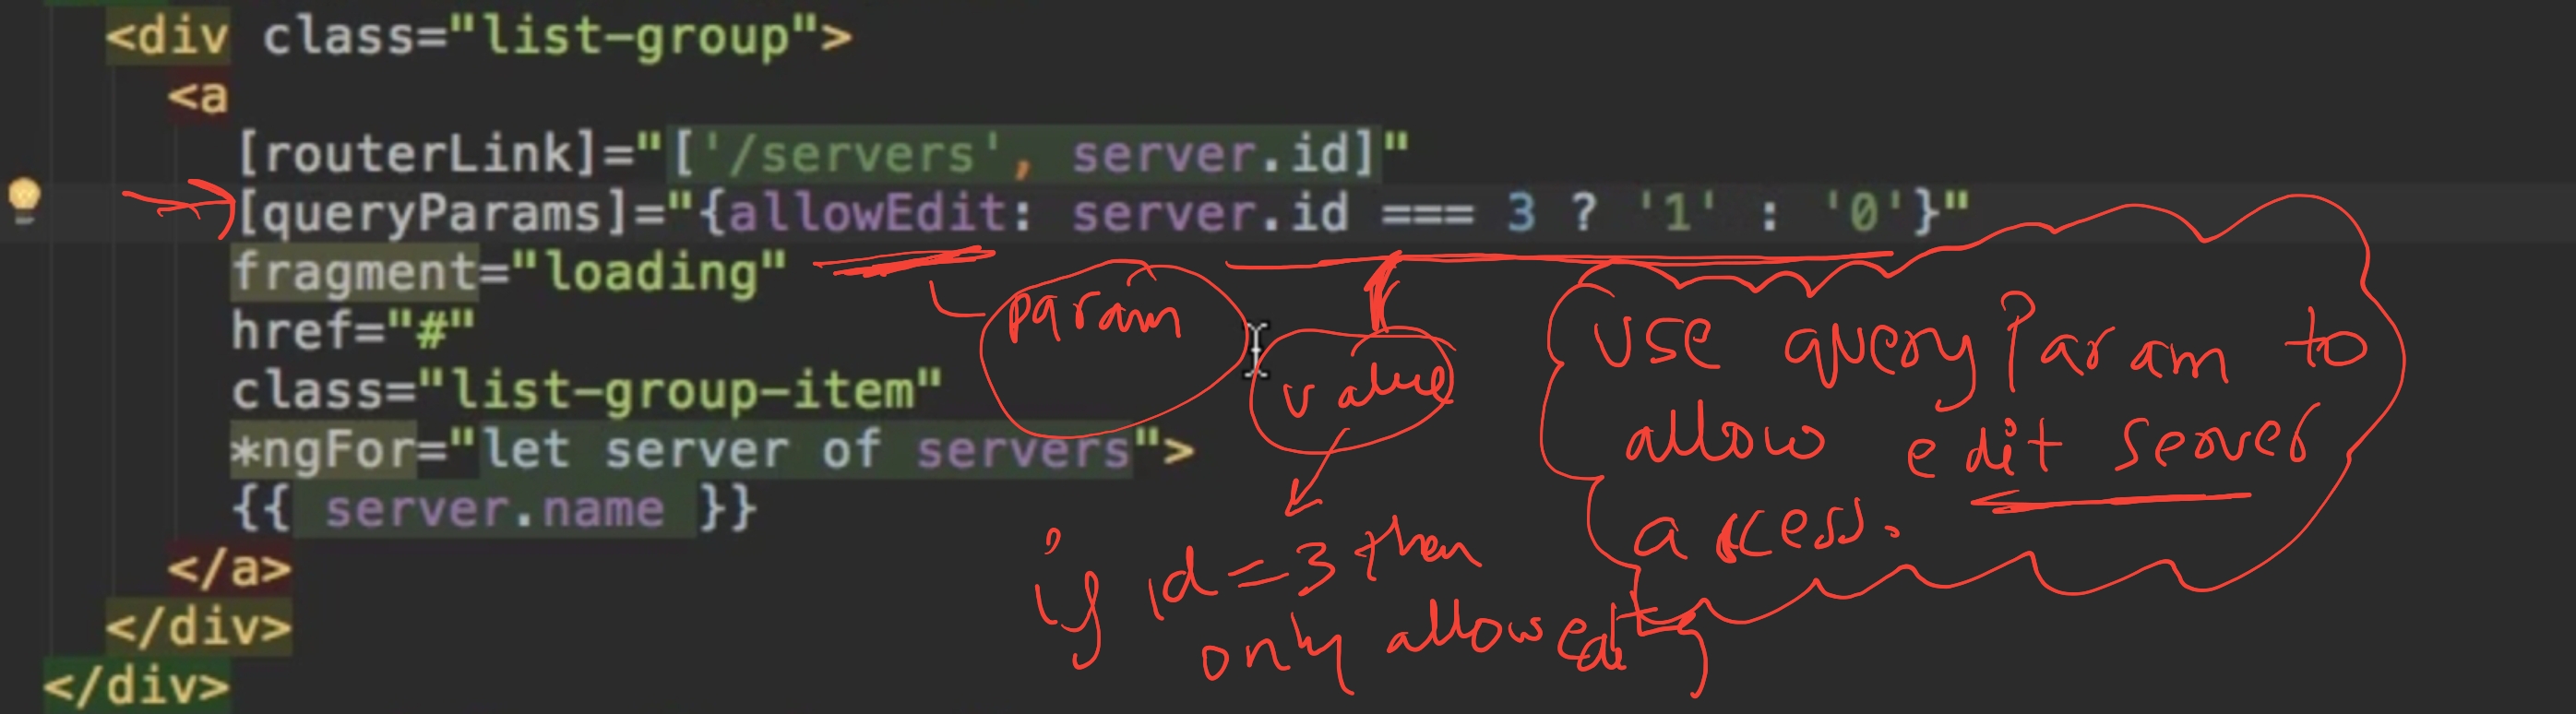 <div class="list-group">
<a
[routerLink]="['/servers', server.id]"
[queryParams]="{allowEdit: server.id === 3 ? '1' : '0'}"
fragment="loading"
href="#"
class="list-group-item"
*ngFor="let server of servers">
{{ server.name }}
</a>
</div>
</div>
param
value
if id=3 then
only allows edit
use queryParam to
allow edit server
access.